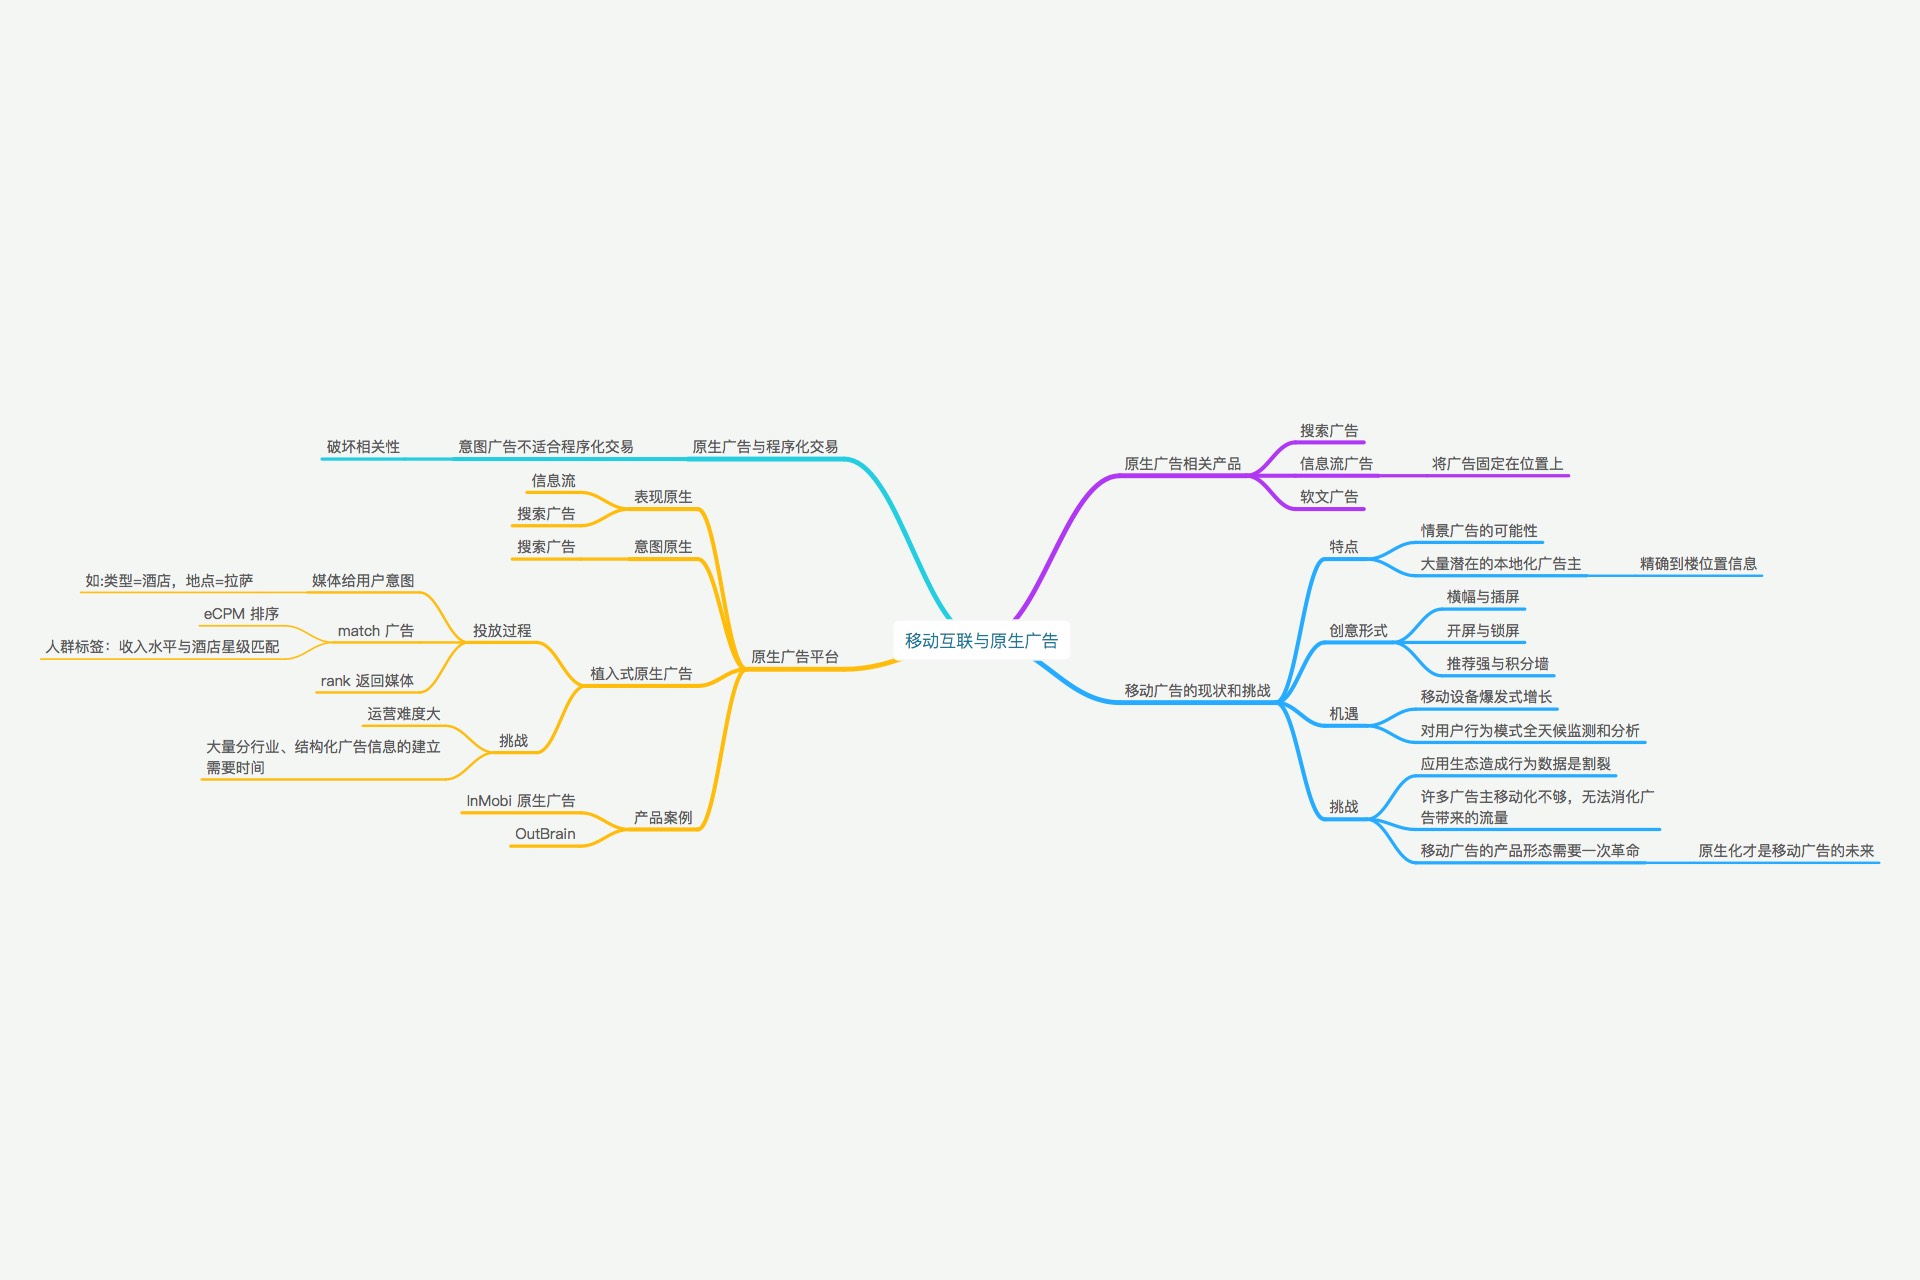 移动互联与原生广告
原生广告相关产品
搜索广告
信息流广告
将广告固定在位置上
软文广告
移动广告的现状和挑战
特点
情景广告的可能性
大量潜在的本地化广告主
精确到楼位置信息
创意形式
横幅与插屏
开屏与锁屏
推荐强与积分墙
机遇
移动设备爆发式增长
对用户行为模式全天候监测和分析
挑战
应用生态造成行为数据是割裂
许多广告主移动化不够，无法消化广
告带来的流量
移动广告的产品形态需要一次革命
原生化才是移动广告的未来
原生广告与程序化交易
意图广告不适合程序化交易
破坏相关性
原生广告平台
表现原生
信息流
搜索广告
意图原生
搜索广告
植入式原生广告
投放过程
媒体给用户意图
如:类型=酒店，地点=拉萨
match 广告
eCPM 排序
人群标签：收入水平与酒店星级匹配
rank 返回媒体
挑战
运营难度大
大量分行业、结构化广告信息的建立
需要时间
产品案例
InMobi 原生广告
OutBrain